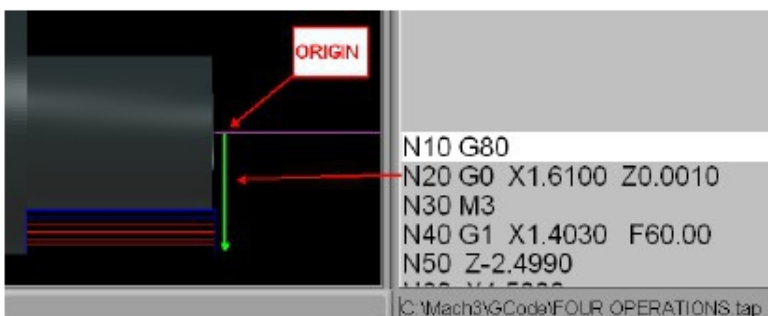 ORIGIN
N10 G80
N20 G0 X1.6100 Z0.0010
N30 M3
N40 G1 X1.4030 F60.00
N50 Z-2.4990
C:\Mach3\GCode\FOUR OPERATIONS.tap